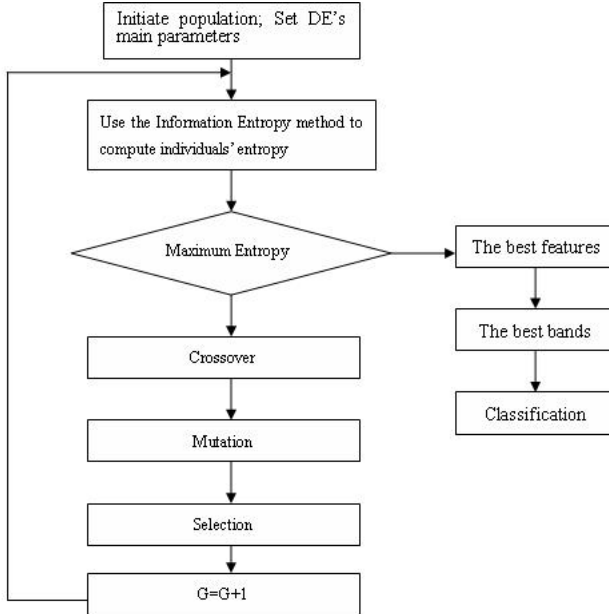 Initiate population; Set DE's
main parameters
Use the Information Entropy method to
compute individuals' entropy
Maximum Entropy
The best features
The best bands
Crossover
Classification
Mutation
Selection
G=G+1